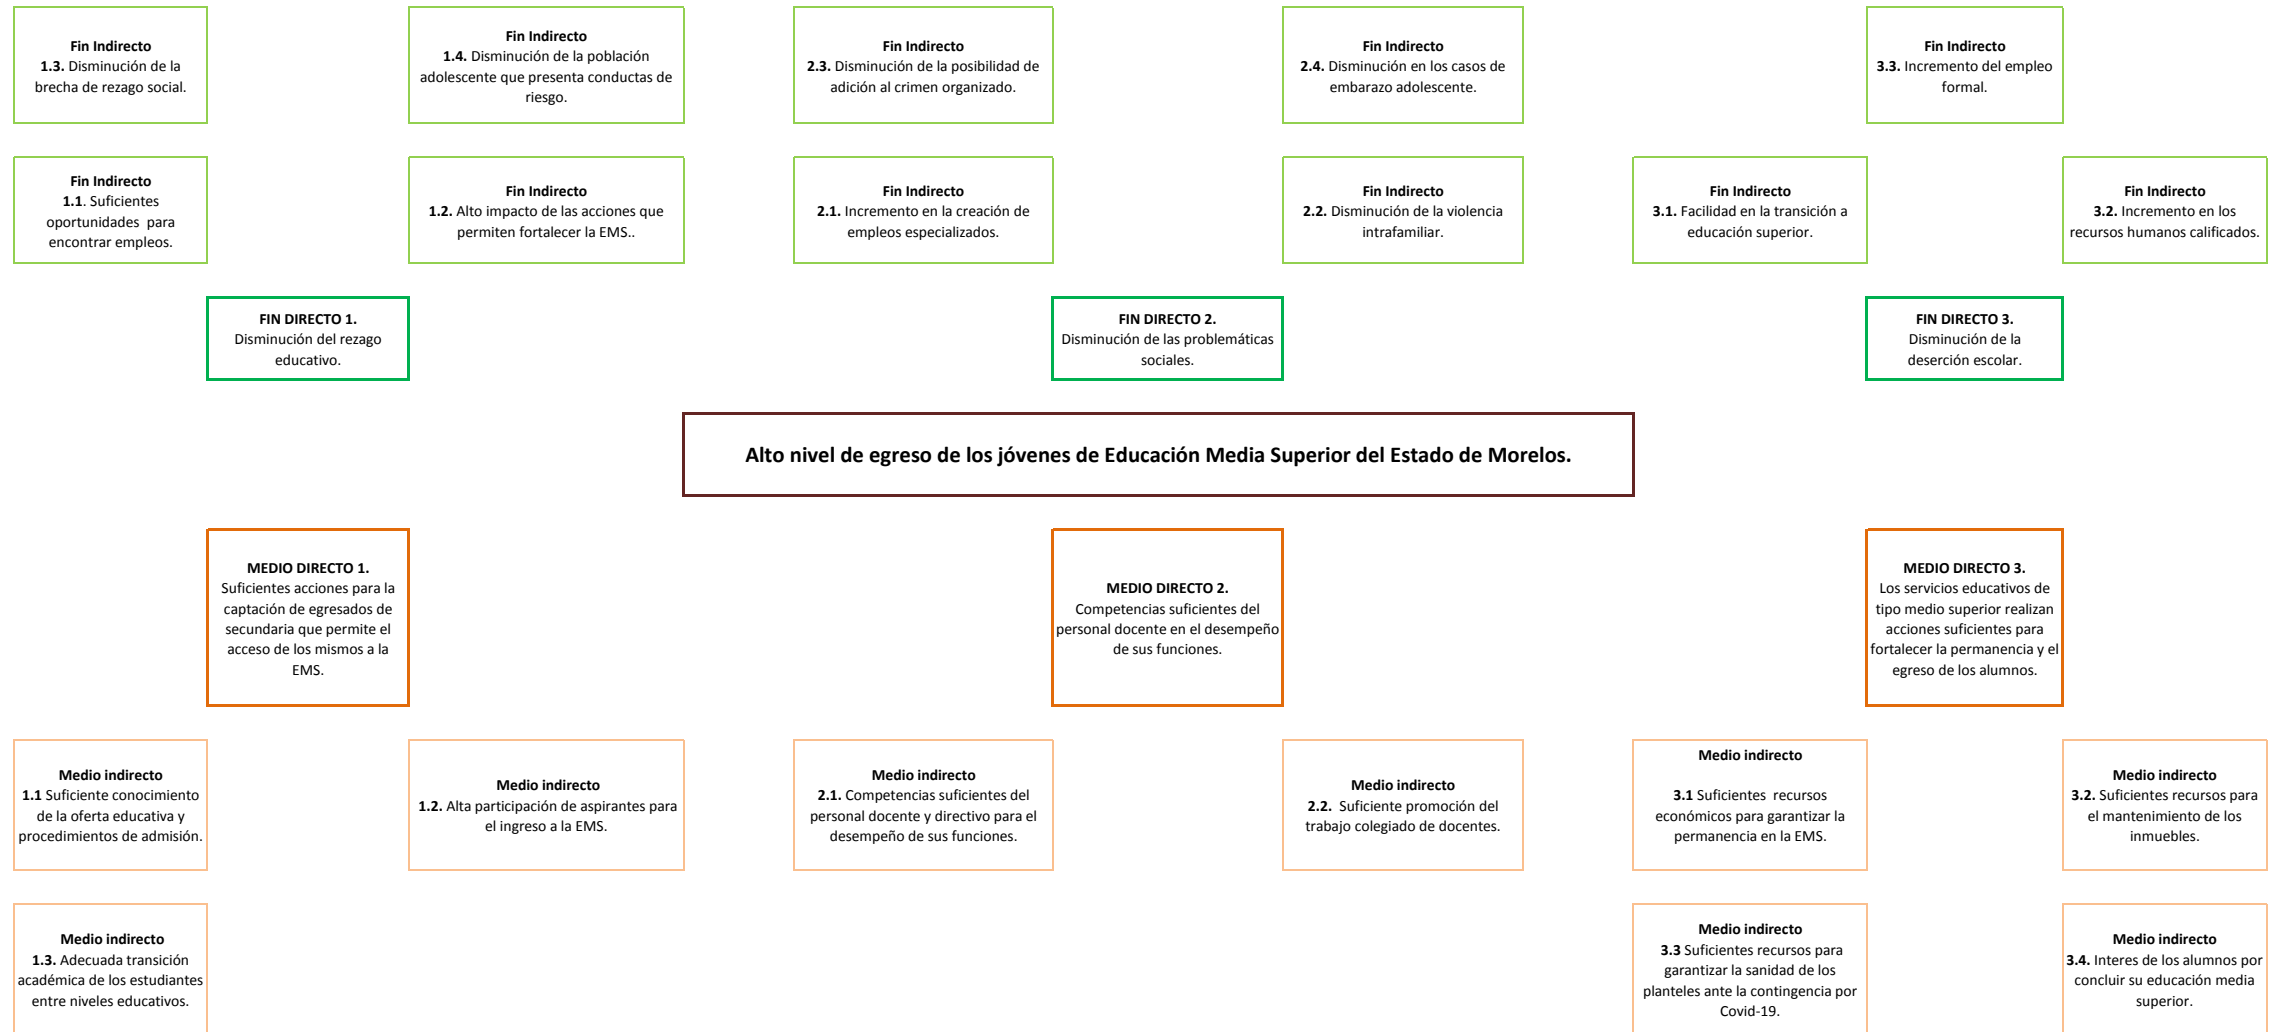 Fin Indirecto
1.3. Disminución de la
brecha de rezago social.
Fin Indirecto
1.4. Disminución de la población
adolescente que presenta conductas de
riesgo.
Fin Indirecto
2.3. Disminución de la posibilidad de
adición al crimen organizado.
Fin Indirecto
2.4. Disminución en los casos de
embarazo adolescente.
Fin Indirecto
3.3. Incremento del empleo
formal.
Fin Indirecto
1.1. Suficientes
oportunidades para
encontrar empleos.
Fin Indirecto
1.2. Alto impacto de las acciones que
permiten fortalecer la EMS..
Fin Indirecto
2.1. Incremento en la creación de
empleos especializados.
Fin Indirecto
2.2. Disminución de la violencia
intrafamiliar.
Fin Indirecto
3.1. Facilidad en la transición a
educación superior.
Fin Indirecto
3.2. Incremento en los
recursos humanos calificados.
FIN DIRECTO 1.
Disminución del rezago
educativo.
FIN DIRECTO 2.
Disminución de las problemáticas
sociales.
FIN DIRECTO 3.
Disminución de la
deserción escolar.
Alto nivel de egreso de los jóvenes de Educación Media Superior del Estado de Morelos.
MEDIO DIRECTO 1.
Suficientes acciones para la
captación de egresados de
secundaria que permite el
acceso de los mismos a la
EMS.
MEDIO DIRECTO 2.
Competencias suficientes del
personal docente en el desempeño
de sus funciones.
MEDIO DIRECTO 3.
Los servicios educativos de
tipo medio superior realizan
acciones suficientes para
fortalecer la permanencia y el
egreso de los alumnos.
Medio indirecto
1.1 Suficiente conocimiento
de la oferta educativa y
procedimientos de admisión.
Medio indirecto
1.2. Alta participación de aspirantes para
el ingreso a la EMS.
Medio indirecto
2.1. Competencias suficientes del
personal docente y directivo para el
desempeño de sus funciones.
Medio indirecto
2.2. Suficiente promoción del
trabajo colegiado de docentes.
Medio indirecto
3.1 Suficientes recursos
económicos para garantizar la
permanencia en la EMS.
Medio indirecto
3.2. Suficientes recursos para
el mantenimiento de los
inmuebles.
Medio indirecto
1.3. Adecuada transición
académica de los estudiantes
entre niveles educativos.
Medio indirecto
3.3 Suficientes recursos para
garantizar la sanidad de los
planteles ante la contingencia por
Covid-19.
Medio indirecto
3.4. Interes de los alumnos por
concluir su educación media
superior.